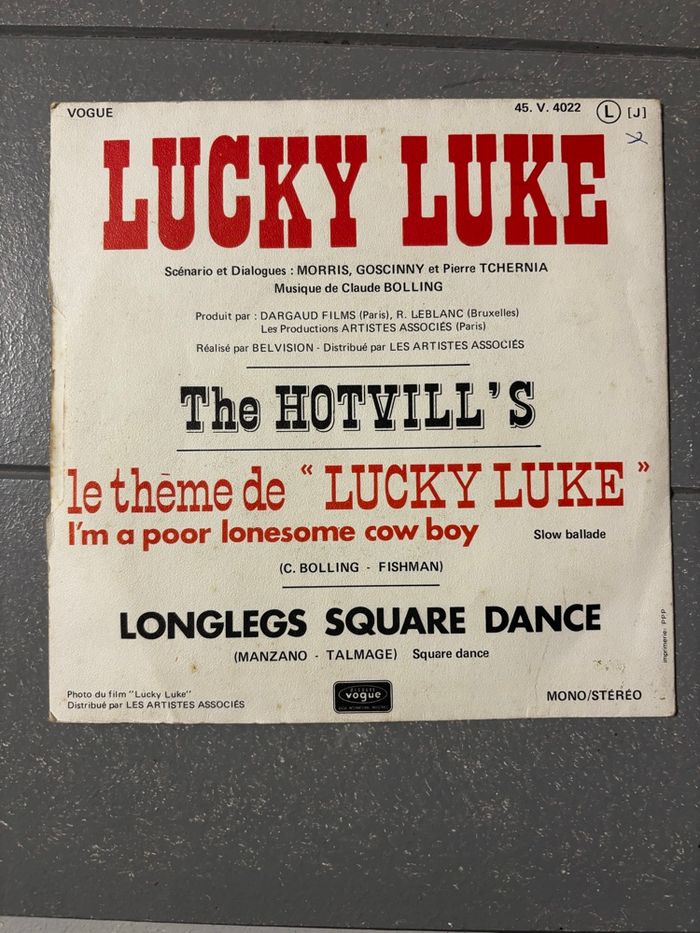 VOGUE
45. V. 4022 L [J]
LUCKY LUKE
Scénario et Dialogues : MORRIS, GOSCINNY et Pierre TCHERNIA
Musique de Claude BOLLING
Produit par : DARGAUD FILMS (Paris), R. LEBLANC (Bruxelles)
Les Productions ARTISTES ASSOCIÉS (Paris)
Réalisé par BELVISION - Distribué par LES ARTISTES ASSOCIÉS
The HOTVILL'S
le thème de "LUCKY LUKE"
I'm a poor lonesome cow boy Slow ballade
(C. BOLLING - FISHMAN)
LONGLEGS SQUARE DANCE
(MANZANO - TALMAGE) Square dance
imprimerie: PPP
Photo du film "Lucky Luke"
Distribué par LES ARTISTES ASSOCIÉS
DISQUES
vogue
MONO/STÉRÉO